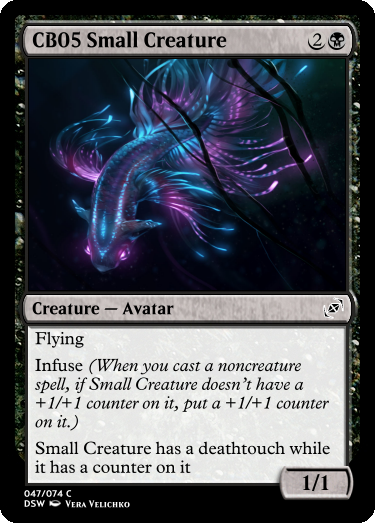 CB05 Small Creature 2
Creature — Avatar
Flying
Infuse (When you cast a noncreature
spell, if Small Creature doesn't have a
+1/+1 counter on it, put a +1/+1 counter
on it.)
Small Creature has a deathtouch while
it has a counter on it
1/1
047/074 C
DSW Vera Velichko